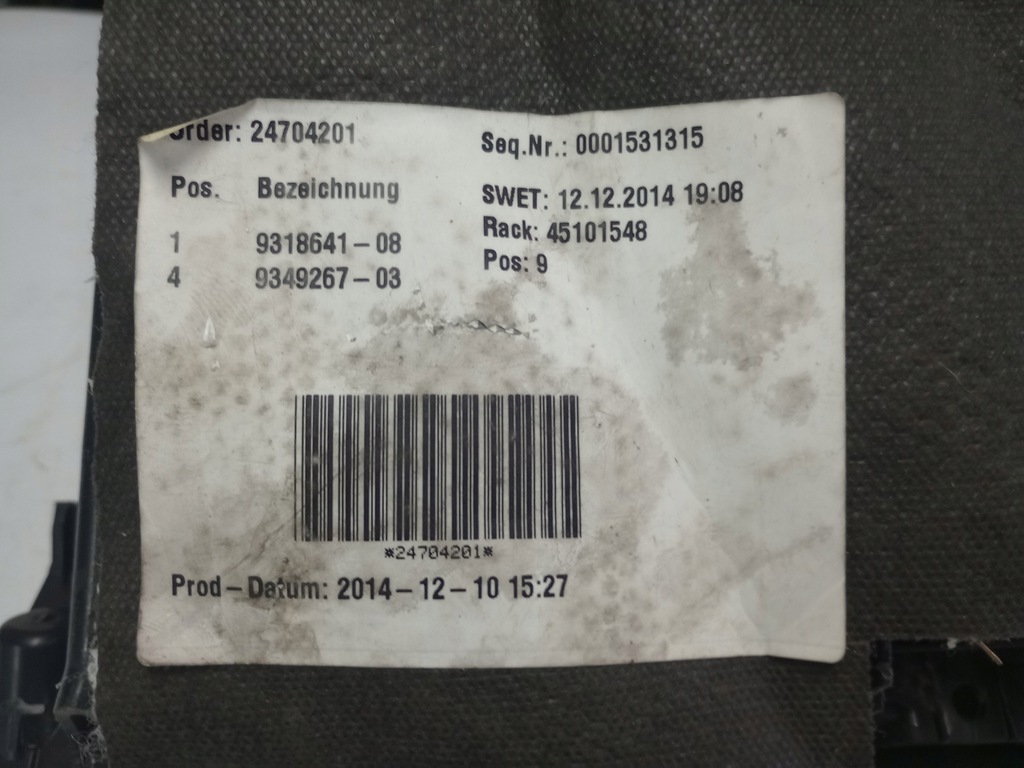 Order: 24704201
Seq.Nr.: 0001531315
Pos. Bezeichnung
SWET: 12.12.2014 19:08
Rack: 45101548
1 9318641-08
Pos: 9
4 9349267-03
*24704201*
Prod-Datum: 2014-12-10 15:27